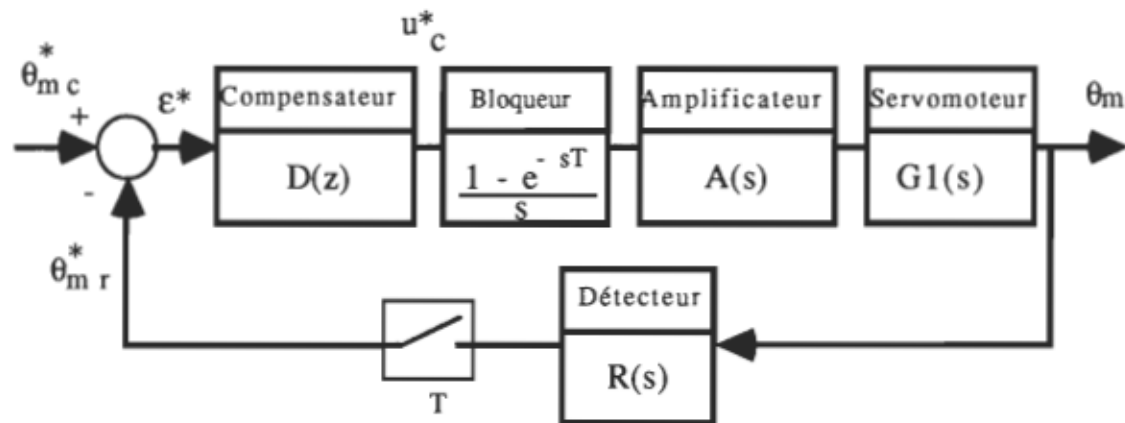 θ*m c
+
-
ε*
Compensateur
D(z)
u*c
Bloqueur
1 - e- sT
s
Amplificateur
A(s)
Servomoteur
G1(s)
θm
θ*m r
T
Détecteur
R(s)